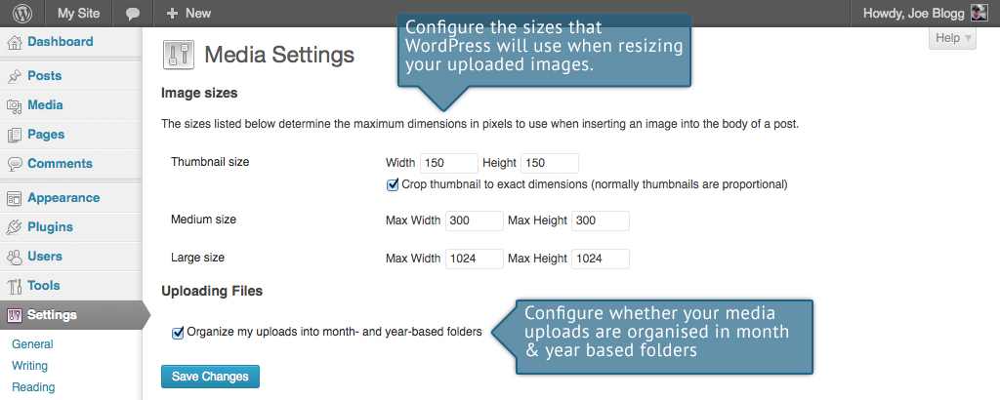 My Site
New
Howdy, Joe Blogg
Help
Dashboard
Posts
Media
Pages
Comments
Appearance
Plugins
Users
Tools
Settings
General
Writing
Reading
Media Settings
Configure the sizes that
WordPress will use when resizing
your uploaded images.
Image sizes
The sizes listed below determine the maximum dimensions in pixels to use when inserting an image into the body of a post.
Thumbnail size Width 150 Height 150
Crop thumbnail to exact dimensions (normally thumbnails are proportional)
Medium size Max Width 300 Max Height 300
Large size Max Width 1024 Max Height 1024
Uploading Files
Organize my uploads into month- and year-based folders
Configure whether your media
uploads are organised in month
& year based folders
Save Changes